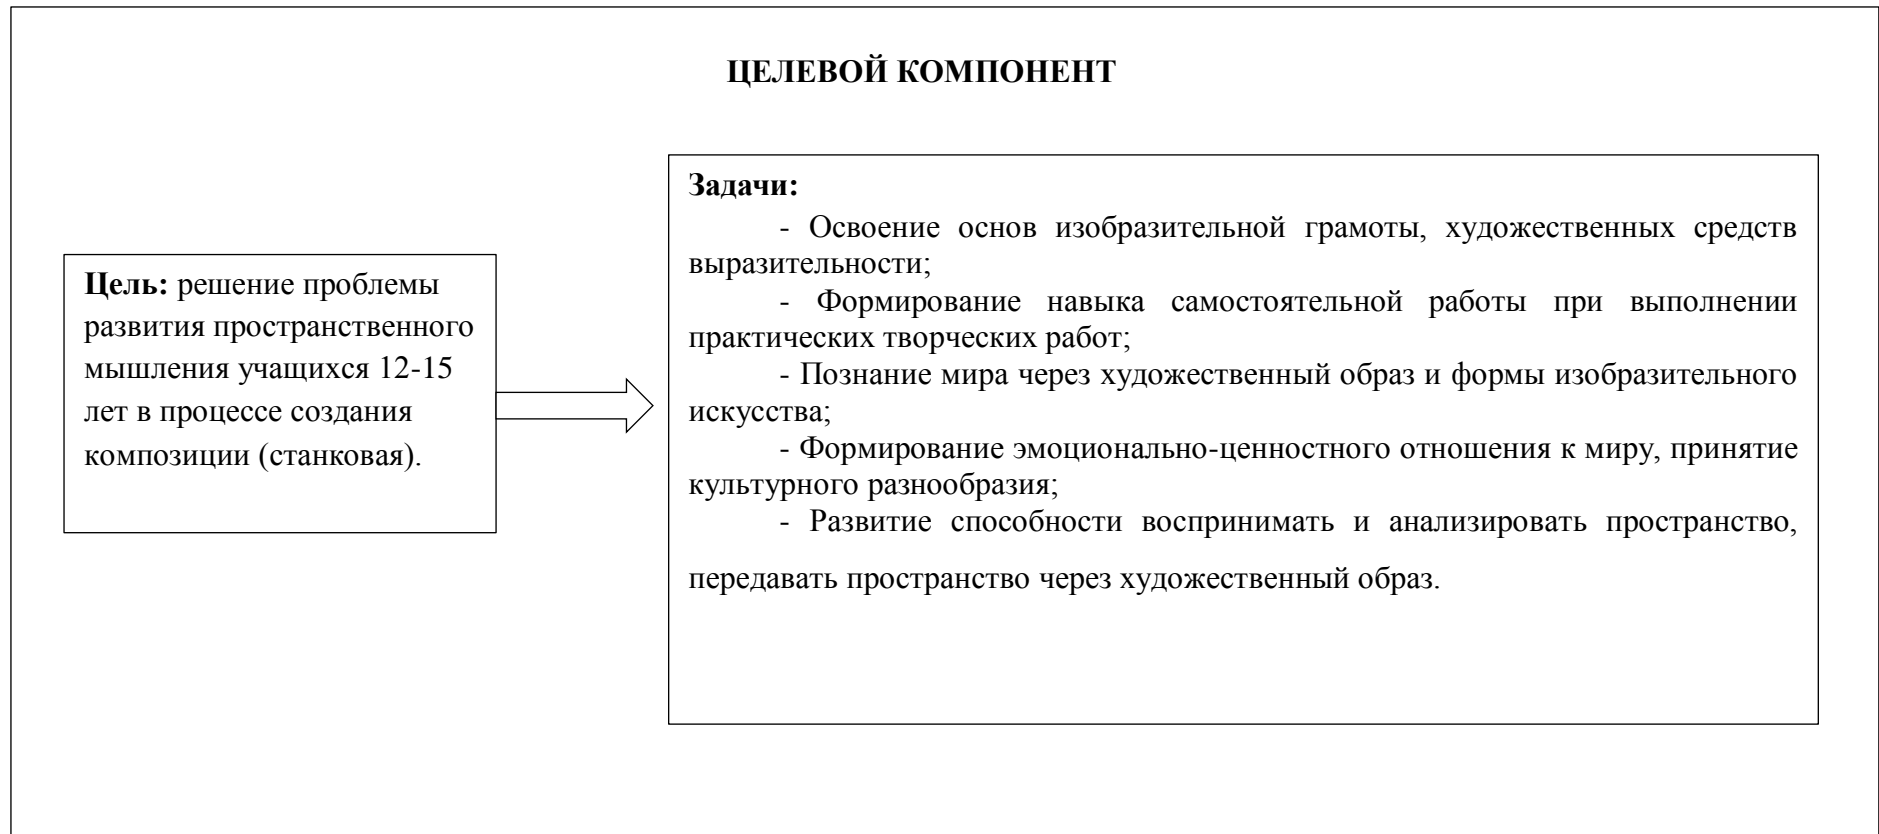 ЦЕЛЕВОЙ КОМПОНЕНТ
Цель: решение проблемы
развития пространственного
мышления учащихся 12-15
лет в процессе создания
композиции (станковая).
Задачи:
- Освоение основ изобразительной грамоты, художественных средств
выразительности;
- Формирование навыка самостоятельной работы при выполнении
практических творческих работ;
- Познание мира через художественный образ и формы изобразительного
искусства;
- Формирование эмоционально-ценностного отношения к миру, принятие
культурного разнообразия;
- Развитие способности воспринимать и анализировать пространство,
передавать пространство через художественный образ.